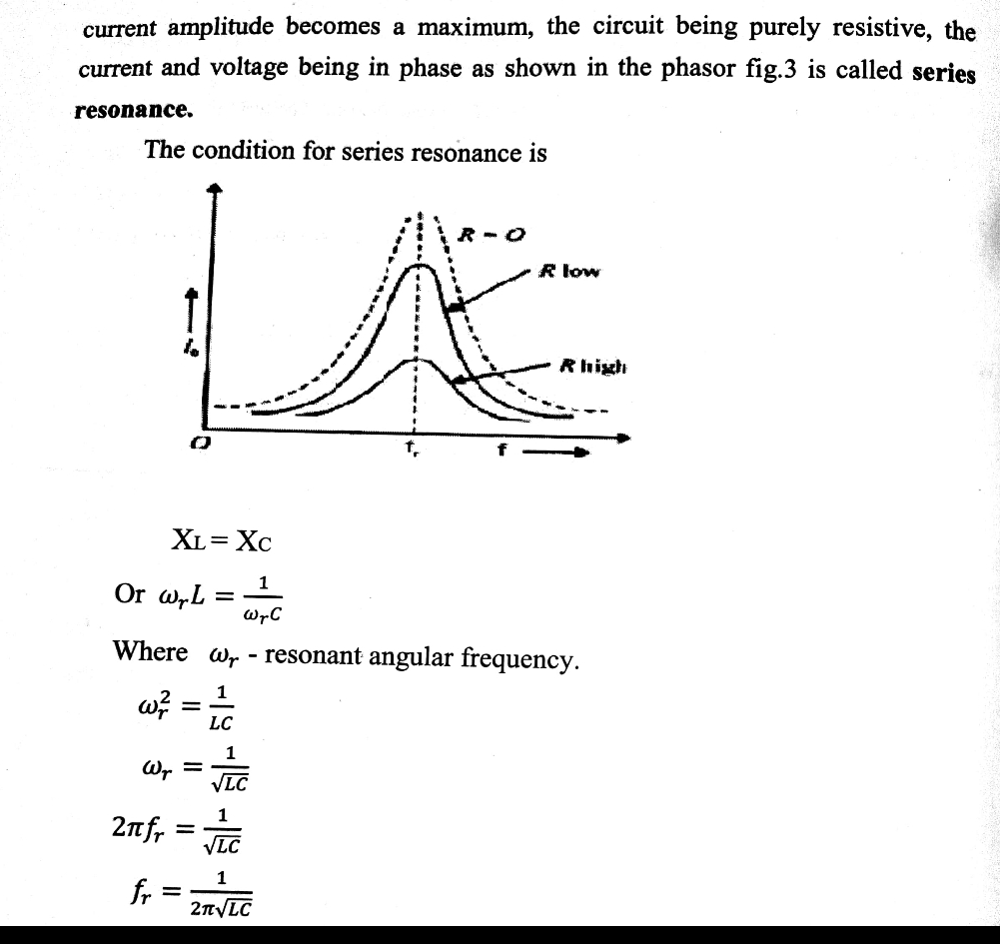 current amplitude becomes a maximum, the circuit being purely resistive, the
current and voltage being in phase as shown in the phasor fig.3 is called series
resonance.
The condition for series resonance is
R - O
R low
I₀
R high
O
fᵣ
f
XL = XC
Or ωᵣL = 1/ωᵣC
Where ωᵣ - resonant angular frequency.
ωᵣ² = 1/LC
ωᵣ = 1/√LC
2πfᵣ = 1/√LC
fᵣ = 1/2π√LC